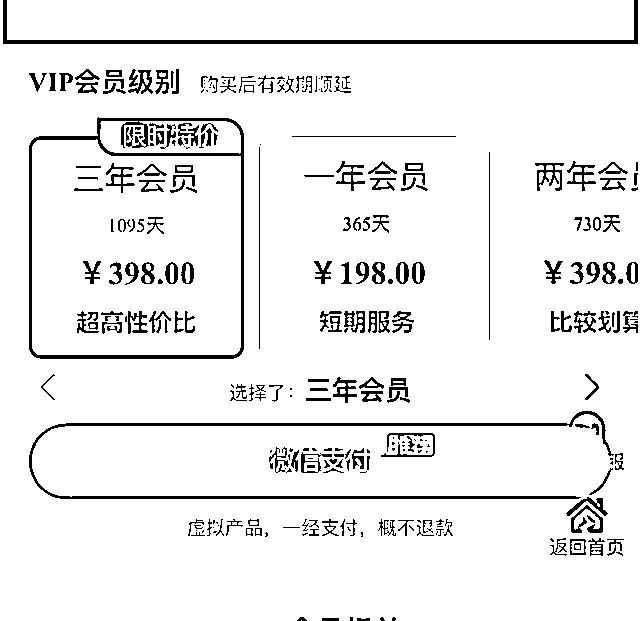 VIP会员级别 购买后有效期顺延
限时特价
三年会员 一年会员 两年会员
1095天 365天 730天
￥398.00 ￥198.00 ￥398.0
超高性价比 短期服务 比较划算
选择了：三年会员
微信支付 推荐
报
虚拟产品，一经支付，概不退款
返回首页